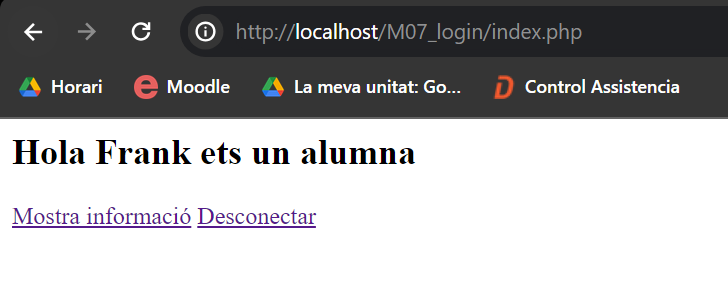 http://localhost/M07_login/index.php
Horari Moodle La meva unitat: Go... Control Assistencia
Hola Frank ets un alumna
Mostra informació Desconectar